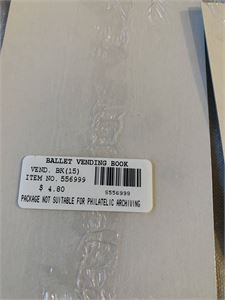 BALLET VENDING BOOK
VEND. BK(15)
ITEM NO. 556999
$ 4.80
S556999
PACKAGE NOT SUITABLE FOR PHILATELIC ARCHIVING